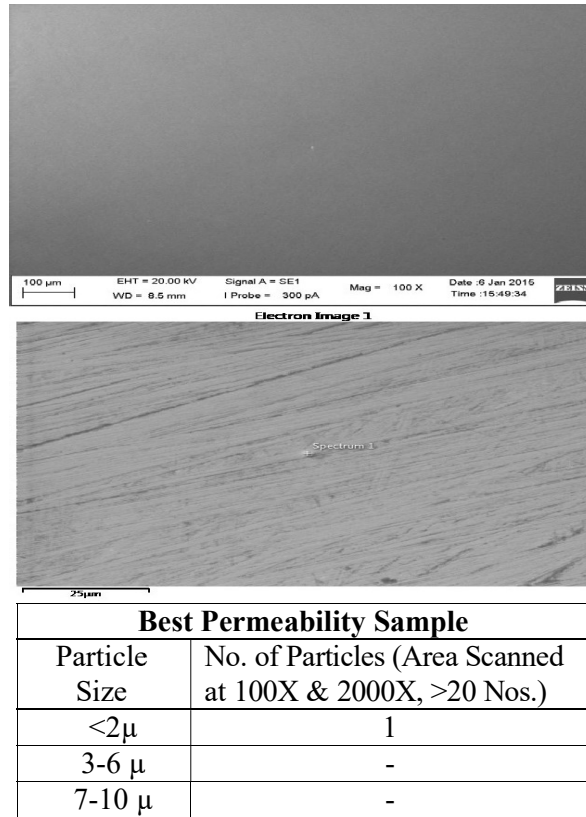 100 µm
EHT = 20.00 kV
Signal A = SE1
Mag = 100 X
Date :6 Jan 2015
WD = 8.5 mm
I Probe = 300 pA
Time :15:49:34
ZEISS
Electron Image 1
Spectrum 1
25µm
Best Permeability Sample
Particle Size
No. of Particles (Area Scanned
at 100X & 2000X, >20 Nos.)
<2µ
1
3-6 µ
-
7-10 µ
-